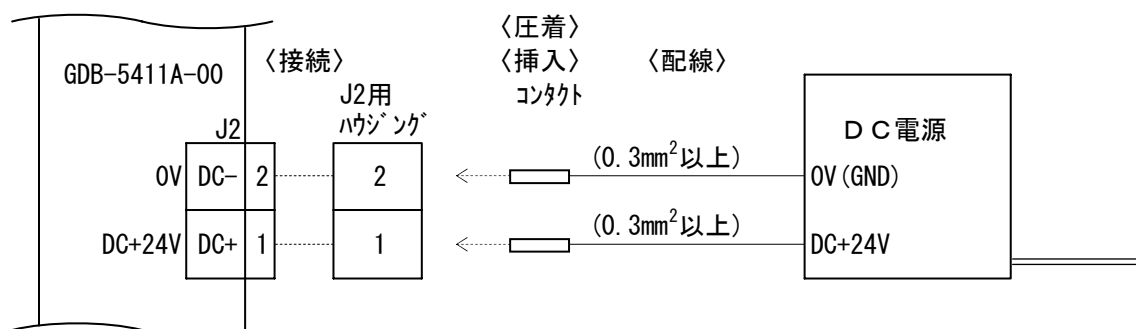 〈圧着〉
GDB-5411A-00
〈接続〉
〈挿入〉
〈配線〉
J2用
ﾊｳｼﾞﾝｸﾞ
ｺﾝﾀｸﾄ
J2
ＤＣ電源
0V
DC-
2
2
(0.3mm²以上)
0V(GND)
DC+24V
DC+
1
1
(0.3mm²以上)
DC+24V